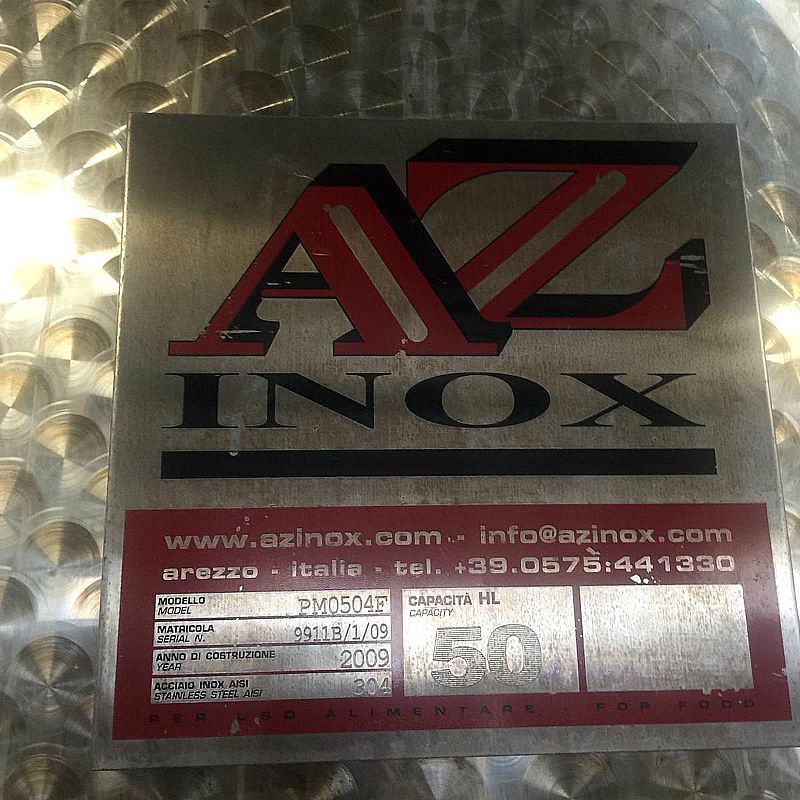 AZ
INOX
www.azinox.com - info@azinox.com
arezzo - italia - tel. +39.0575.441330
MODELLO
MODEL
PM0504F
MATRICOLA
SERIAL N.
9911B/1/09
ANNO DI COSTRUZIONE
YEAR
2009
ACCIAIO INOX AISI
STAINLESS STEEL AISI
304
CAPACITÀ HL
CAPACITY
50
PER USO ALIMENTARE - FOR FOOD